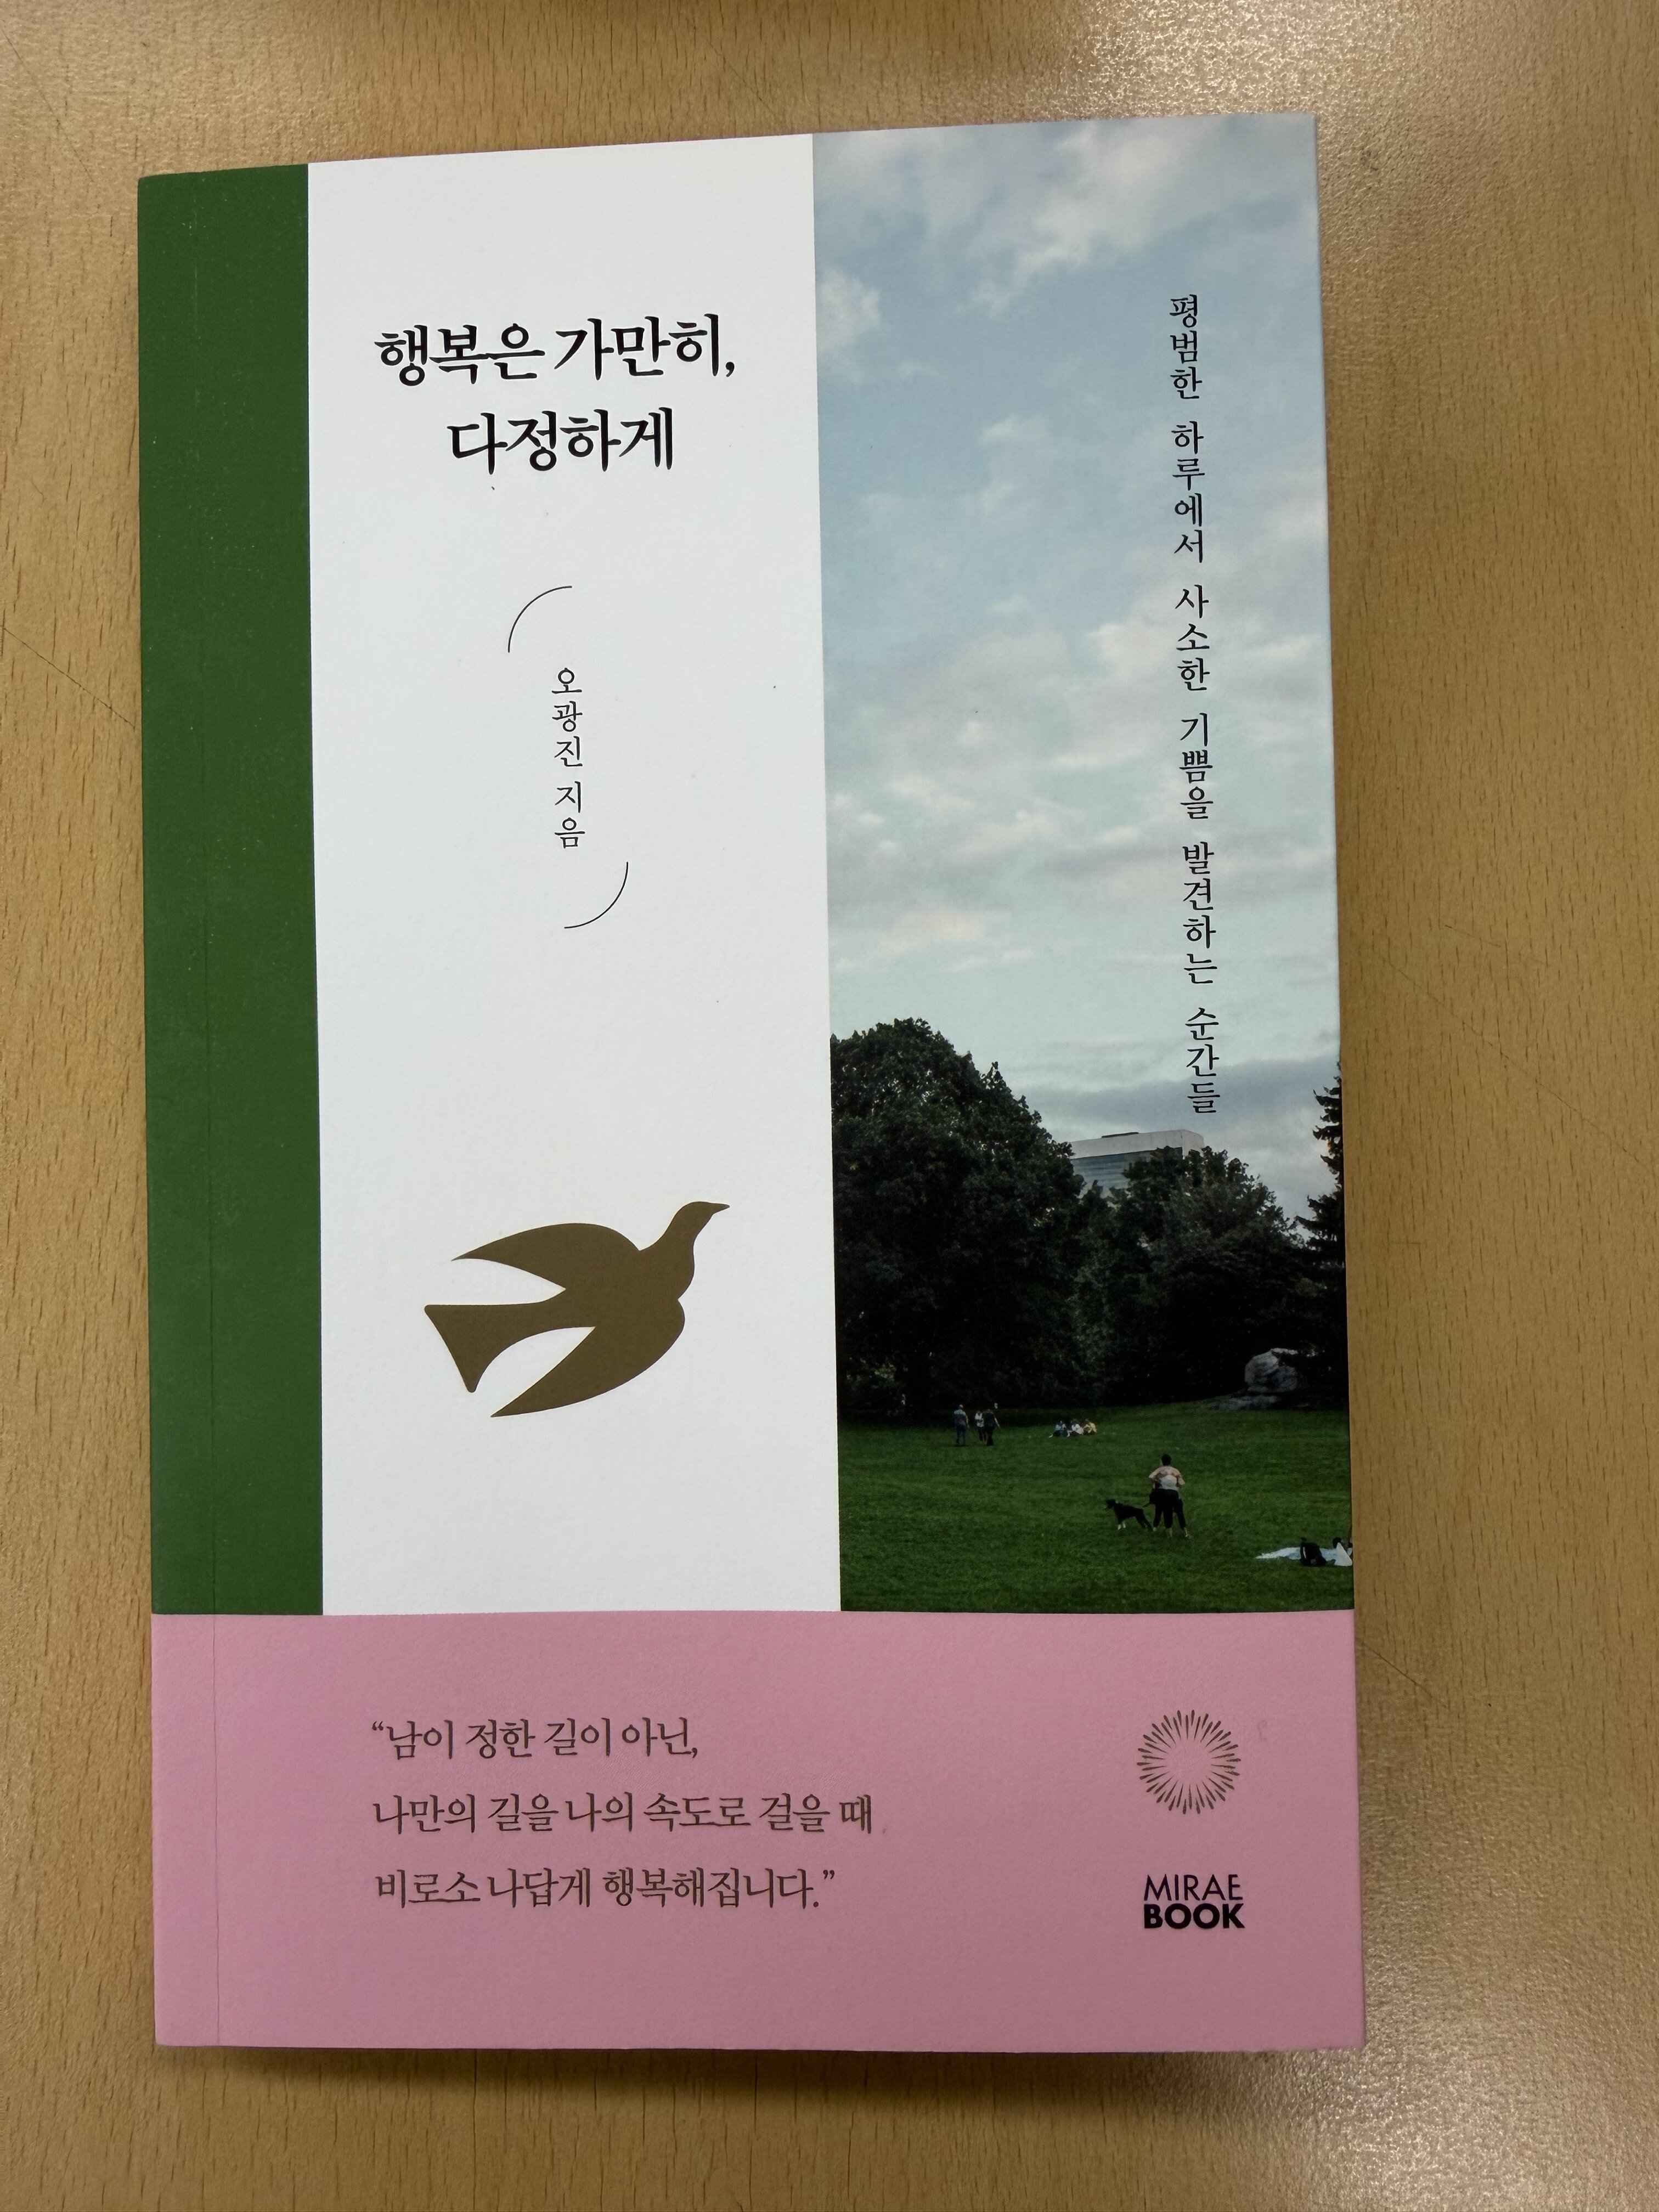 행복은 가만히,
다정하게
오광진 지음
평범한 하루에서 사소한 기쁨을 발견하는 순간들
“남이 정한 길이 아닌,
나만의 길을 나의 속도로 걸을 때
비로소 나답게 행복해집니다.”
MIRAE
BOOK